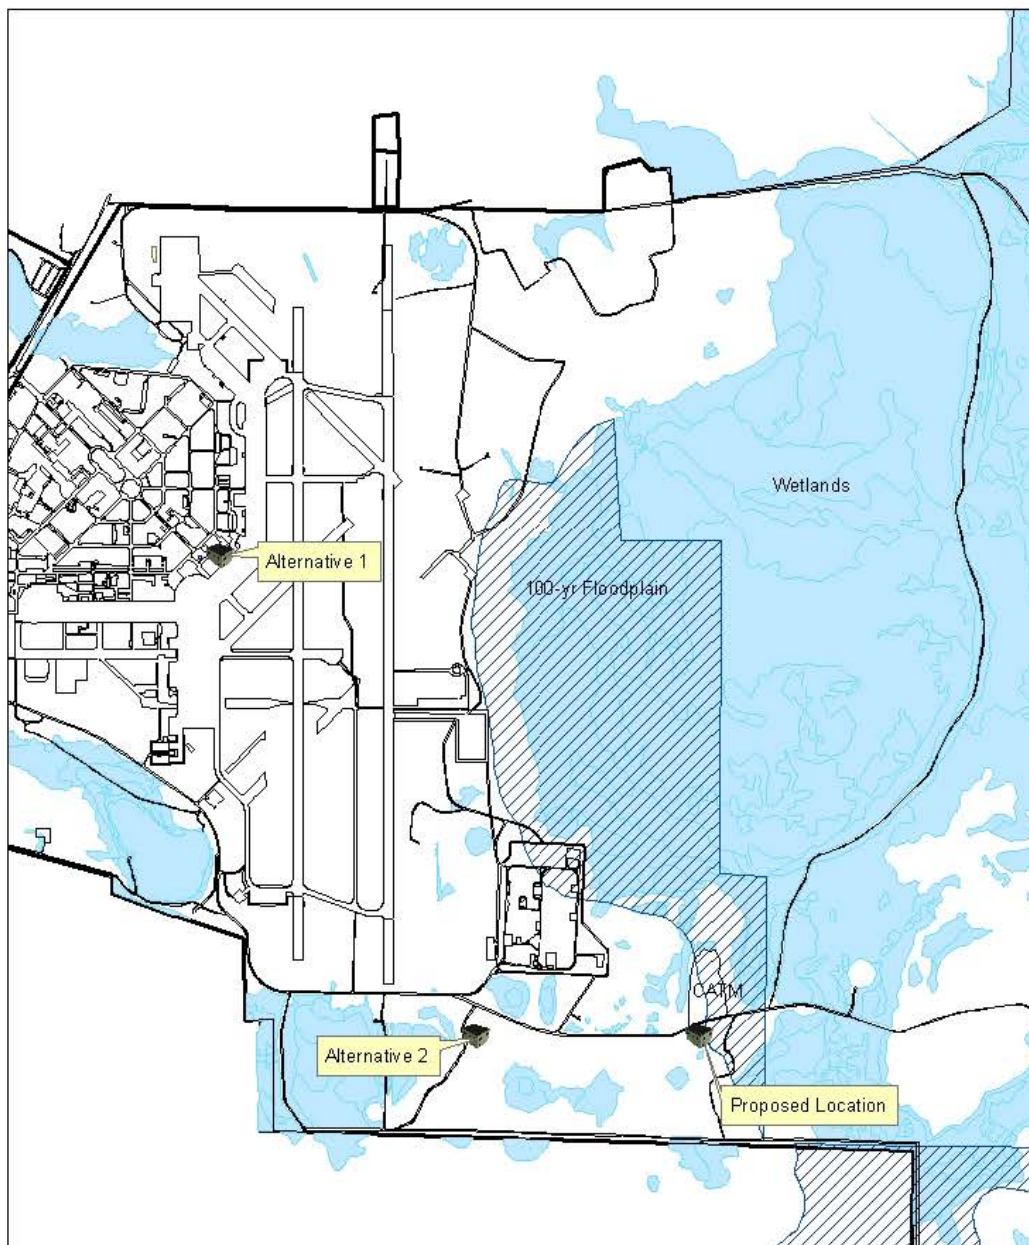 Wetlands
Alternative 1
100-yr Floodplain
CATM
Alternative 2
Proposed Location